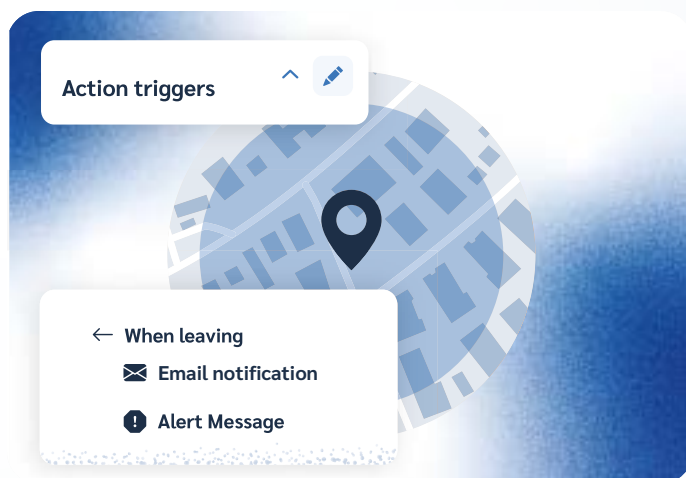 Action triggers
When leaving
Email notification
Alert Message